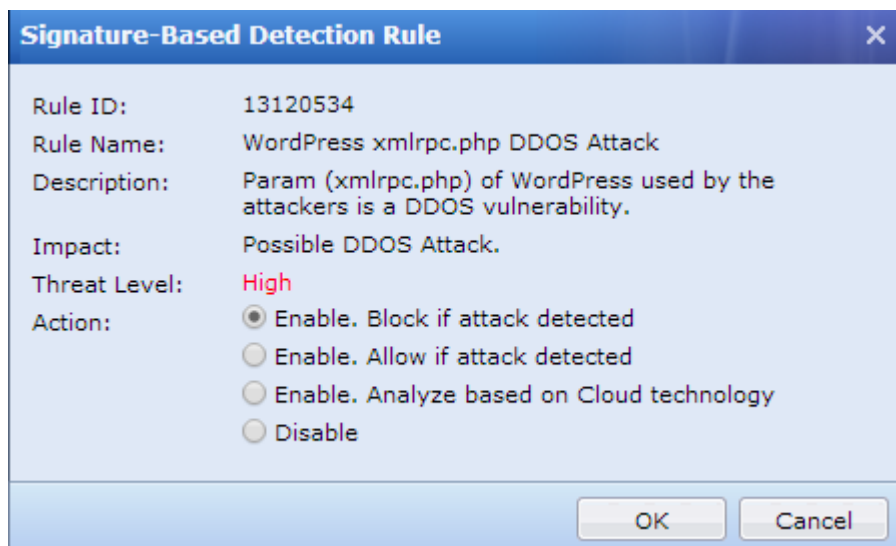 Signature-Based Detection Rule
Rule ID: 13120534
Rule Name: WordPress xmlrpc.php DDOS Attack
Description: Param (xmlrpc.php) of WordPress used by the
attackers is a DDOS vulnerability.
Impact: Possible DDOS Attack.
Threat Level: High
Action: Enable. Block if attack detected
Enable. Allow if attack detected
Enable. Analyze based on Cloud technology
Disable
OK Cancel